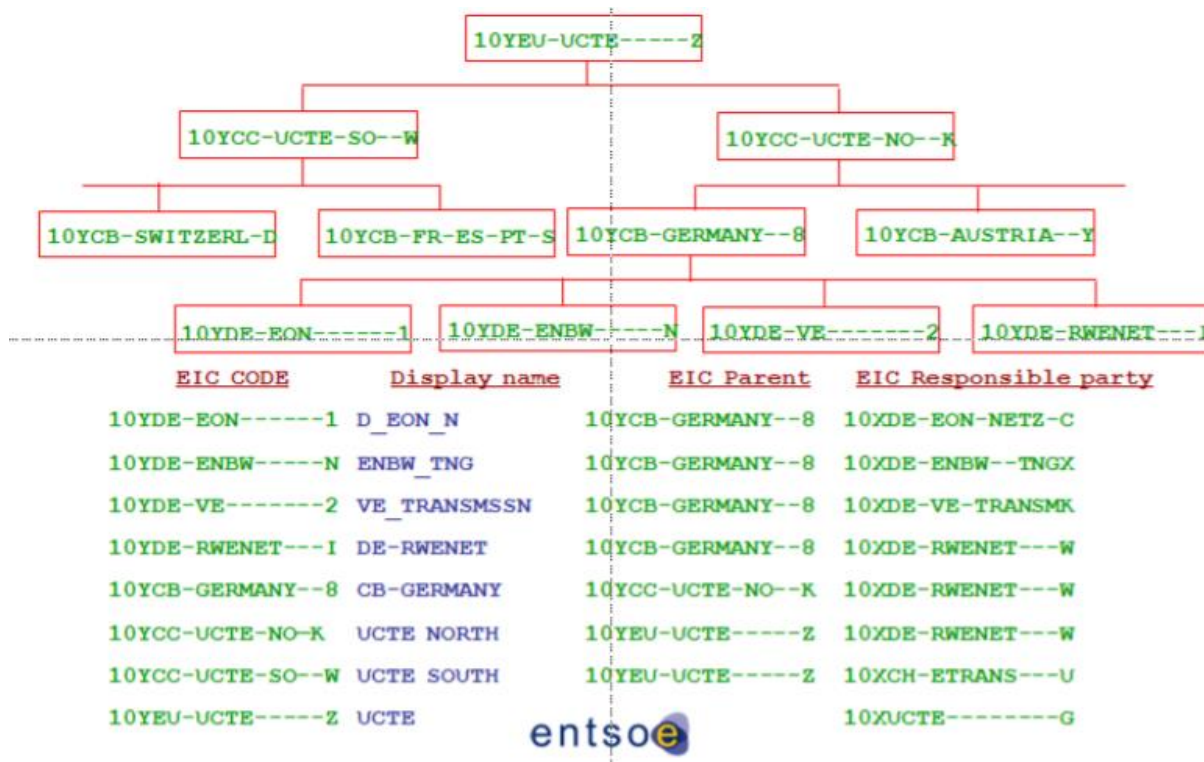 10YEU-UCTE-----Z
10YCC-UCTE-SO--W 10YCC-UCTE-NO--K
10YCB-SWITZERL-D 10YCB-FR-ES-PT-S 10YCB-GERMANY--8 10YCB-AUSTRIA--Y
10YDE-EON------1 10YDE-ENBW-----N 10YDE-VE-------2 10YDE-RWENET---
EIC CODE Display name EIC Parent EIC Responsible party
10YDE-EON------1 D_EON_N 10YCB-GERMANY--8 10XDE-EON-NETZ-C
10YDE-ENBW-----N ENBW_TNG 10YCB-GERMANY--8 10XDE-ENBW--TNGX
10YDE-VE-------2 VE_TRANSMSSN 10YCB-GERMANY--8 10XDE-VE-TRANSMK
10YDE-RWENET---I DE-RWENET 10YCB-GERMANY--8 10XDE-RWENET---W
10YCB-GERMANY--8 CB-GERMANY 10YCC-UCTE-NO--K 10XDE-RWENET---W
10YCC-UCTE-NO-K UCTE NORTH 10YEU-UCTE-----Z 10XDE-RWENET---W
10YCC-UCTE-SO--W UCTE SOUTH 10YEU-UCTE-----Z 10XCH-ETRANS---U
10YEU-UCTE-----Z UCTE 10XUCTE--------G
entsoe